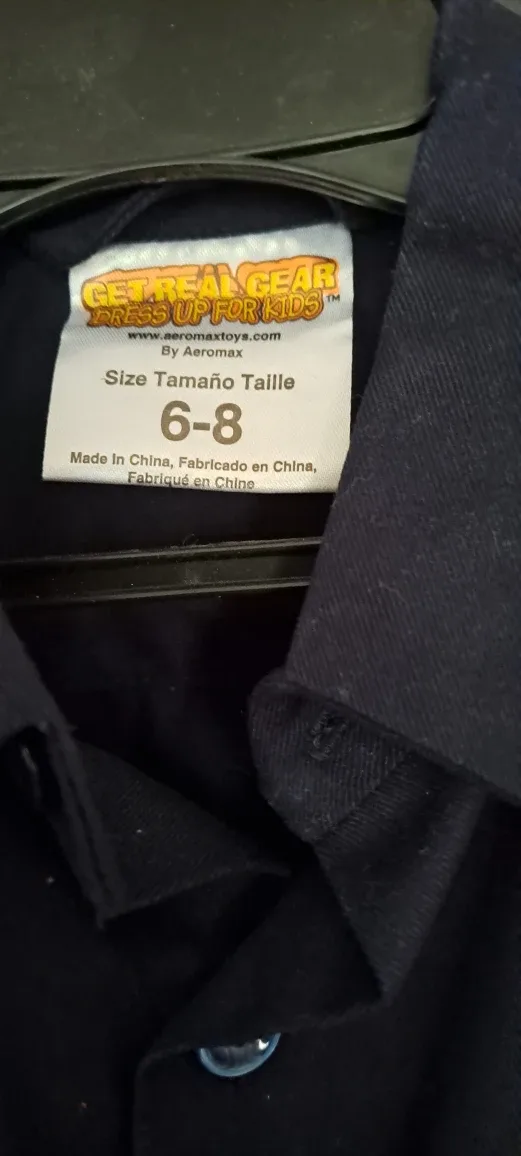 GET REAL GEAR
DRESS UP FOR KIDS™
www.aeromaxtoys.com
By Aeromax
Size Tamaño Taille
6-8
Made In China, Fabricado en China,
Fabriqué en Chine